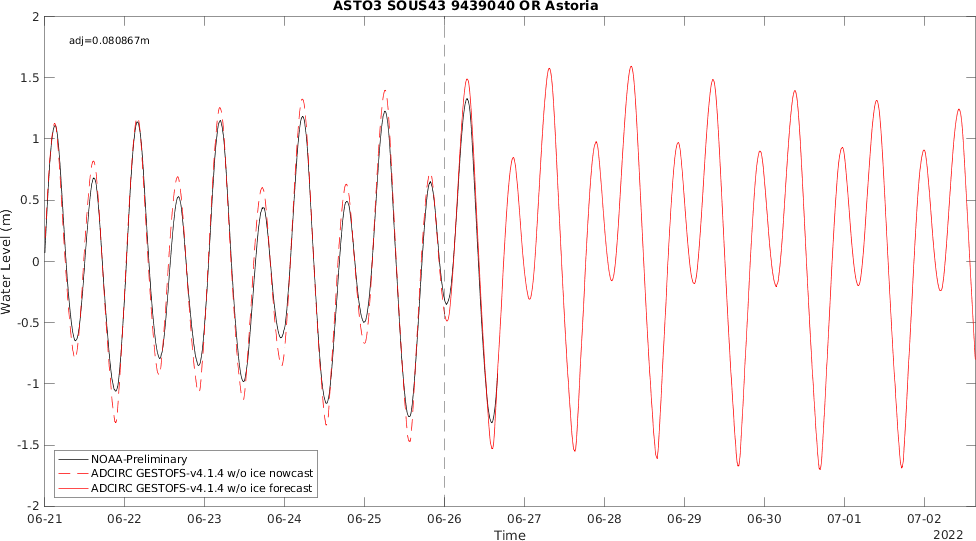 ASTO3 SOUS43 9439040 OR Astoria
adj=0.080867m
2
1.5
1
0.5
0
-0.5
-1
-1.5
-2
Water Level (m)
NOAA-Preliminary
ADCIRC GESTOFS-v4.1.4 w/o ice nowcast
ADCIRC GESTOFS-v4.1.4 w/o ice forecast
06-21 06-22 06-23 06-24 06-25 06-26 06-27 06-28 06-29 06-30 07-01 07-02
Time
2022